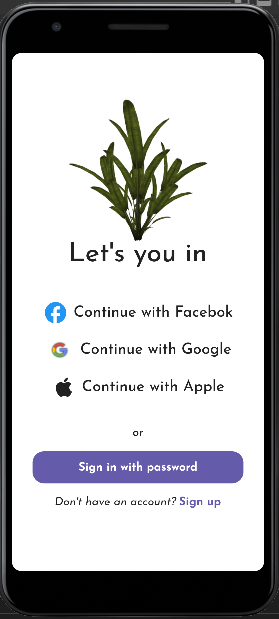 Let's you in
Continue with Facebok
Continue with Google
Continue with Apple
or
Sign in with password
Don't have an account? Sign up